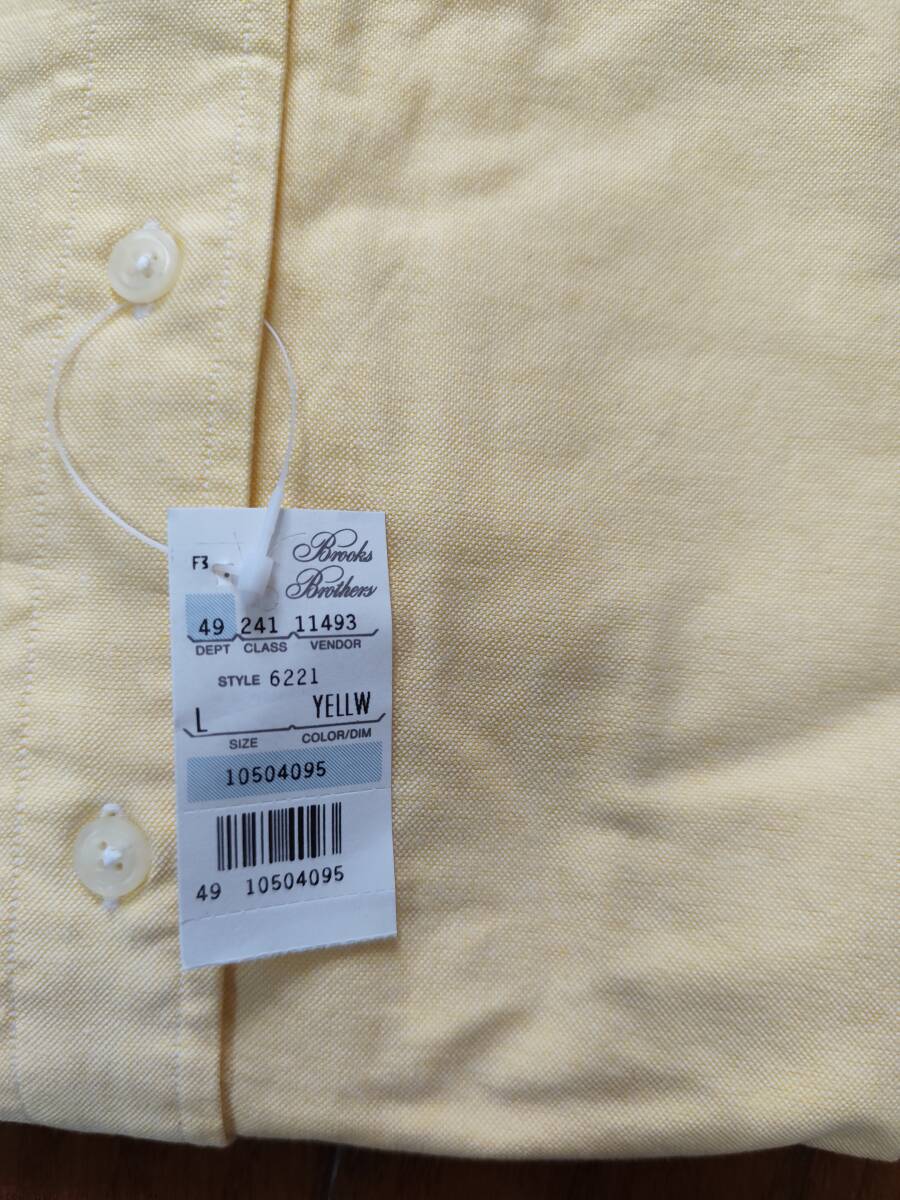 F3
Brooks
Brothers
49 241 11493
DEPT CLASS VENDOR
STYLE 6221
L YELLW
SIZE COLOR/DIM
10504095
49 10504095